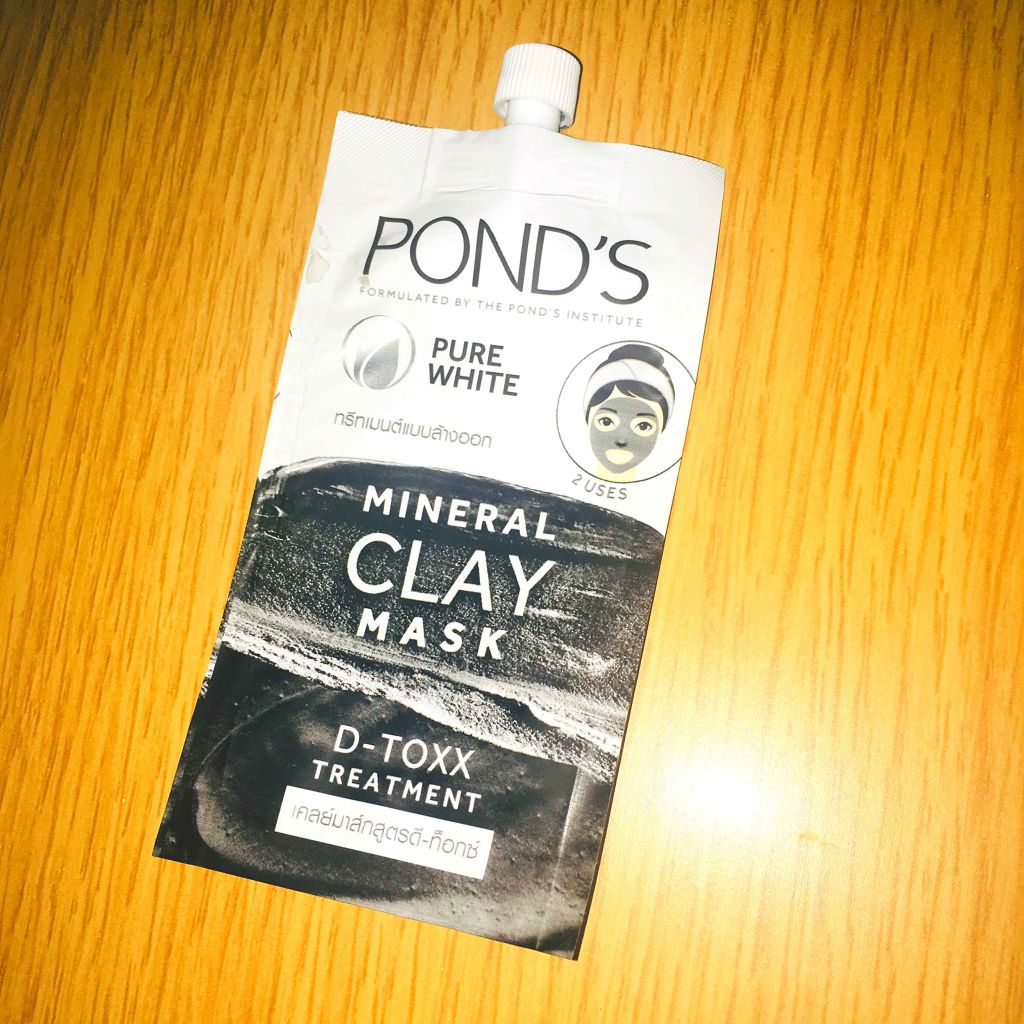 POND'S
FORMULATED BY THE POND'S INSTITUTE
PURE
WHITE
ทรีทเมนต์แบบล้างออก
2 USES
MINERAL
CLAY
MASK
D-TOXX
TREATMENT
เคลย์มาส์กสูตรดี-ท็อกซ์